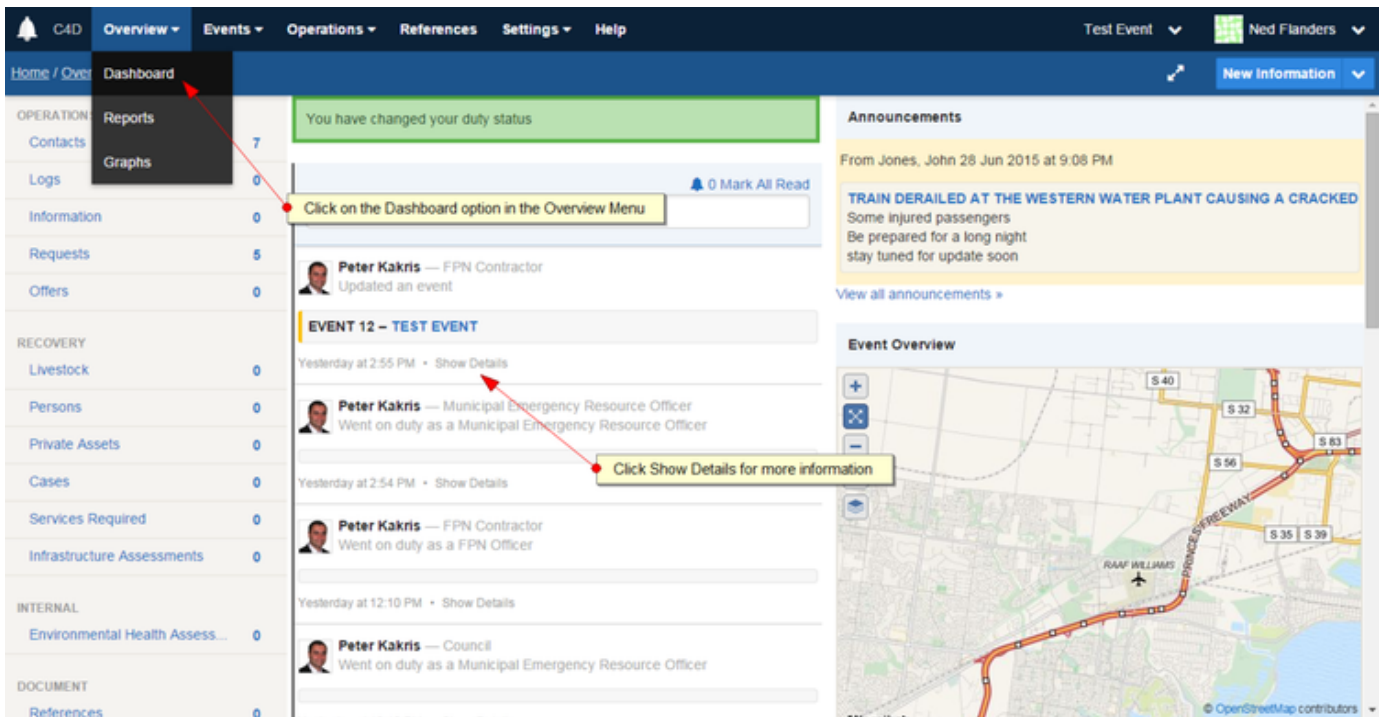 C4D Overview Events Operations References Settings Help Test Event Ned Flanders
Home / Over
New Information
Dashboard
Reports
Graphs
OPERATION
Contacts 7
Logs 0
Information 0
Requests 5
Offers 0
RECOVERY
Livestock 0
Persons 0
Private Assets 0
Cases 0
Services Required 0
Infrastructure Assessments 0
INTERNAL
Environmental Health Assess... 0
DOCUMENT
References 0
You have changed your duty status
0 Mark All Read
Click on the Dashboard option in the Overview Menu
Peter Kakris — FPN Contractor
Updated an event
EVENT 12 – TEST EVENT
Yesterday at 2:55 PM • Show Details
Peter Kakris — Municipal Emergency Resource Officer
Went on duty as a Municipal Emergency Resource Officer
Click Show Details for more information
Yesterday at 2:54 PM • Show Details
Peter Kakris — FPN Contractor
Went on duty as a FPN Officer
Yesterday at 12:10 PM • Show Details
Peter Kakris — Council
Went on duty as a Municipal Emergency Resource Officer
Announcements
From Jones, John 28 Jun 2015 at 9:08 PM
TRAIN DERAILED AT THE WESTERN WATER PLANT CAUSING A CRACKED
Some injured passengers
Be prepared for a long night
stay tuned for update soon
View all announcements »
Event Overview
+
−
S 40
S 32
S 83
S 56
S 35 S 39
PRINCES FREEWAY
RAAF WILLIAMS
© OpenStreetMap contributors